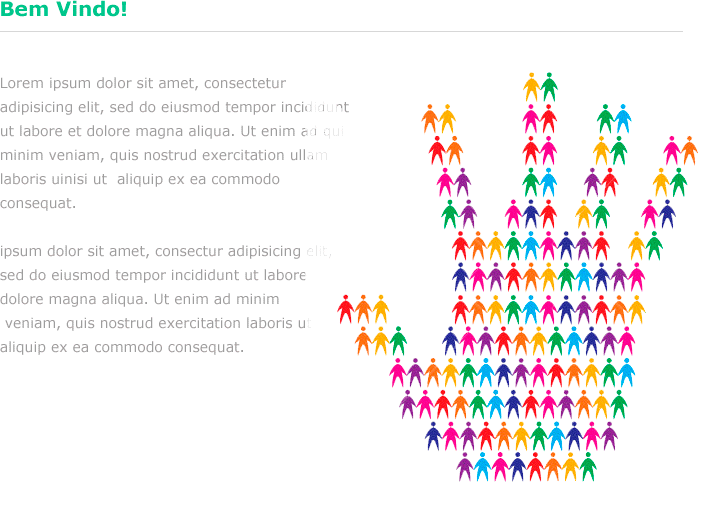 Bem Vindo!
Lorem ipsum dolor sit amet, consectetur
adipisicing elit, sed do eiusmod tempor incididunt
ut labore et dolore magna aliqua. Ut enim ad qui
minim veniam, quis nostrud exercitation ullam
laboris uinisi ut aliquip ex ea commodo
consequat.
ipsum dolor sit amet, consectur adipisicing elit,
sed do eiusmod tempor incididunt ut labore
dolore magna aliqua. Ut enim ad minim
veniam, quis nostrud exercitation laboris ut
aliquip ex ea commodo consequat.